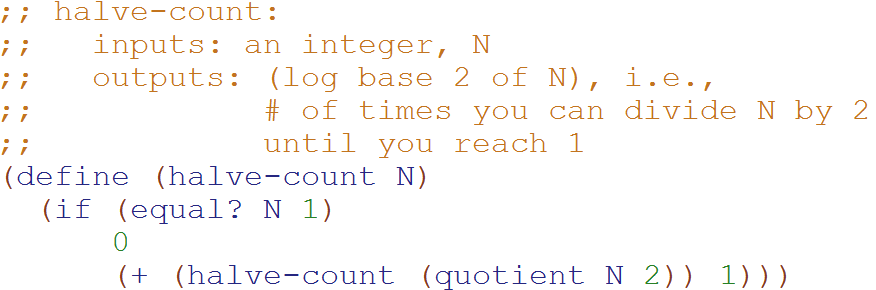 ;; halve-count:
;;   inputs: an integer, N
;;   outputs: (log base 2 of N), i.e.,
;;            # of times you can divide N by 2
;;            until you reach 1
(define (halve-count N)
  (if (equal? N 1)
      0
      (+ (halve-count (quotient N 2)) 1)))